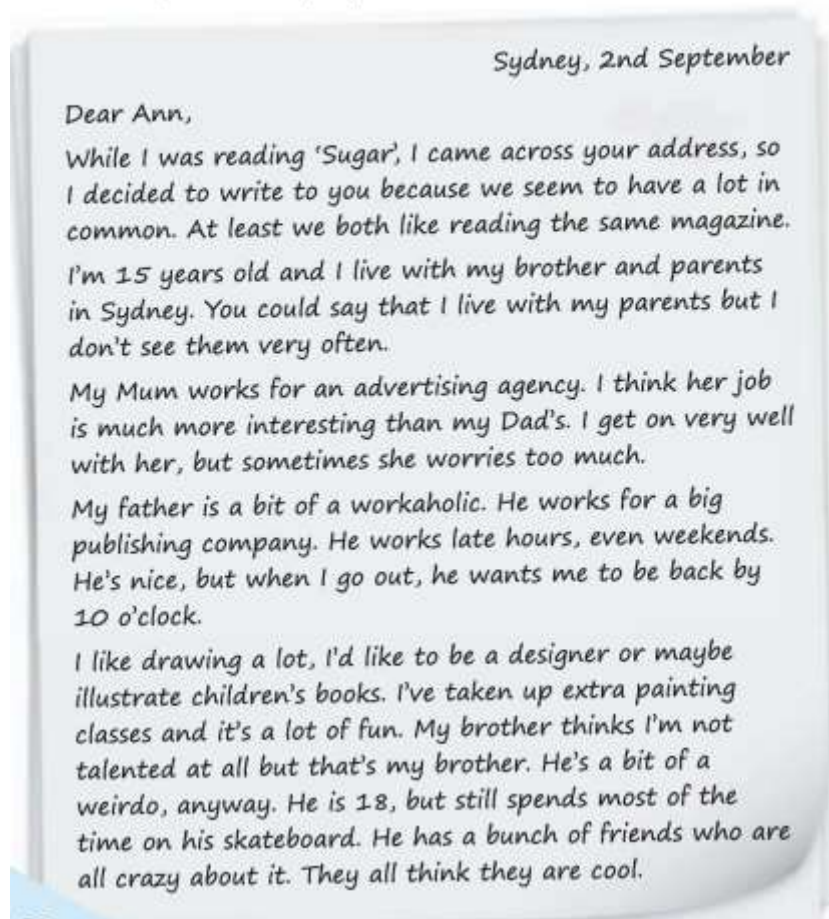 Sydney, 2nd September
Dear Ann,
While I was reading ‘Sugar’, I came across your address, so
I decided to write to you because we seem to have a lot in
common. At least we both like reading the same magazine.
I’m 15 years old and I live with my brother and parents
in Sydney. You could say that I live with my parents but I
don’t see them very often.
My Mum works for an advertising agency. I think her job
is much more interesting than my Dad’s. I get on very well
with her, but sometimes she worries too much.
My father is a bit of a workaholic. He works for a big
publishing company. He works late hours, even weekends.
He’s nice, but when I go out, he wants me to be back by
10 o’clock.
I like drawing a lot, I’d like to be a designer or maybe
illustrate children’s books. I’ve taken up extra painting
classes and it’s a lot of fun. My brother thinks I’m not
talented at all but that’s my brother. He’s a bit of a
weirdo, anyway. He is 18, but still spends most of the
time on his skateboard. He has a bunch of friends who are
all crazy about it. They all think they are cool.